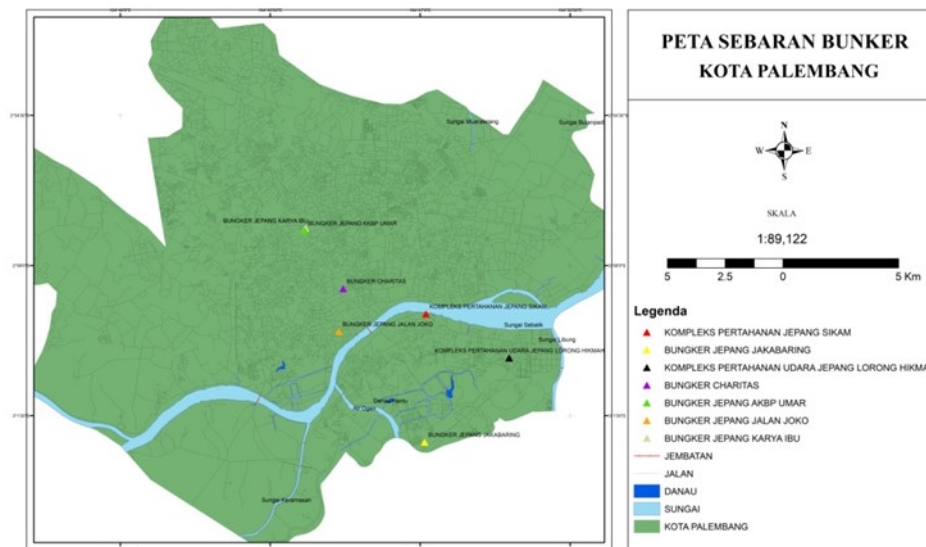 PETA SEBARAN BUNKER
KOTA PALEMBANG
N
W E
S
SKALA
1:89,122
5 2.5 0 5 Km
Legenda
KOMPLEKS PERTAHANAN JEPANG SIKAM
BUNGKER JEPANG JAKABARING
KOMPLEKS PERTAHANAN UDARA JEPANG LORONG HIKMA
BUNGKER CHARITAS
BUNGKER JEPANG AKBP UMAR
BUNGKER JEPANG JALAN JOKO
BUNGKER JEPANG KARYA IBU
JEMBATAN
JALAN
DANAU
SUNGAI
KOTA PALEMBANG
BUNGKER JEPANG KARYA IBU
BUNGKER JEPANG AKBP UMAR
BUNGKER CHARITAS
KOMPLEKS PERTAHANAN JEPANG SIKAM
Sungai Sebalik
BUNGKER JEPANG JALAN JOKO
Sungai Libung
KOMPLEKS PERTAHANAN UDARA JEPANG LORONG HIKMAH
BUNGKER JEPANG JAKABARING